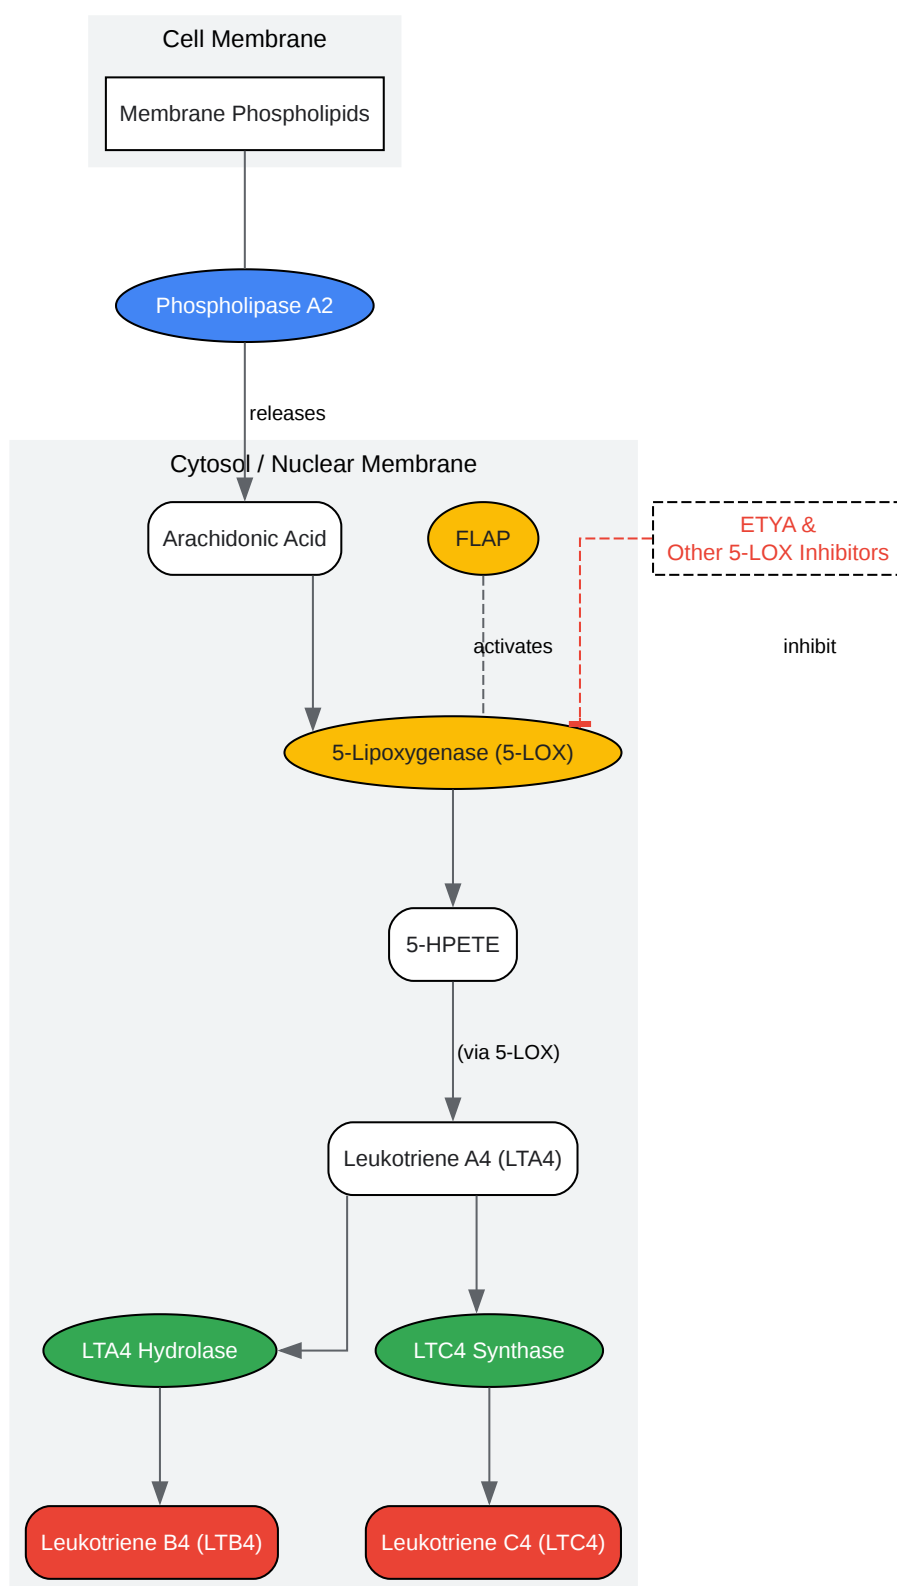 Cell Membrane
Membrane Phospholipids
Phospholipase A2
releases
Cytosol / Nuclear Membrane
Arachidonic Acid
FLAP
ETYA &
Other 5-LOX Inhibitors
activates
inhibit
5-Lipoxygenase (5-LOX)
5-HPETE
(via 5-LOX)
Leukotriene A4 (LTA4)
LTA4 Hydrolase
LTC4 Synthase
Leukotriene B4 (LTB4)
Leukotriene C4 (LTC4)